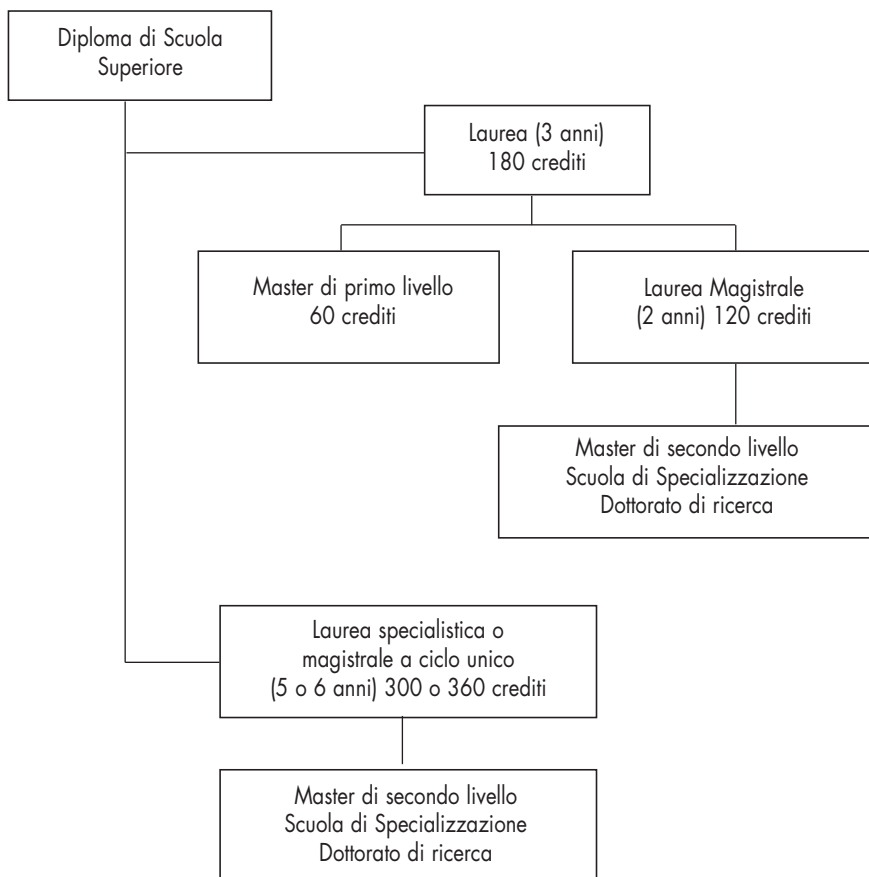 Diploma di Scuola
Superiore
Laurea (3 anni)
180 crediti
Master di primo livello
60 crediti
Laurea Magistrale
(2 anni) 120 crediti
Master di secondo livello
Scuola di Specializzazione
Dottorato di ricerca
Laurea specialistica o
magistrale a ciclo unico
(5 o 6 anni) 300 o 360 crediti
Master di secondo livello
Scuola di Specializzazione
Dottorato di ricerca